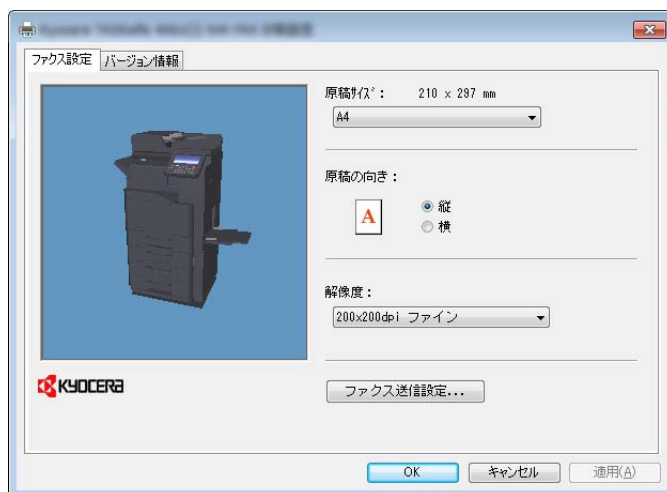 ファクス設定 バージョン情報
原稿ｻｲｽﾞ： 210 x 297 mm
A4
原稿の向き：
A
縦
横
解像度：
200x200dpi ファイン
KYOCERA
ファクス送信設定...
OK キャンセル 適用(A)